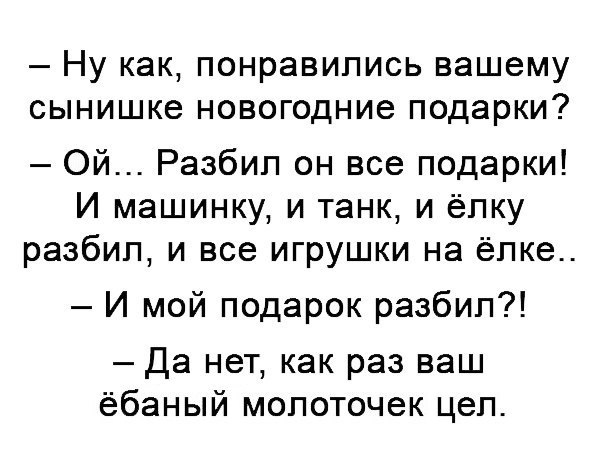 – Ну как, понравились вашему
сынишке новогодние подарки?
– Ой... Разбил он все подарки!
И машинку, и танк, и ёлку
разбил, и все игрушки на ёлке..
– И мой подарок разбил?!
– Да нет, как раз ваш
ёбаный молоточек цел.